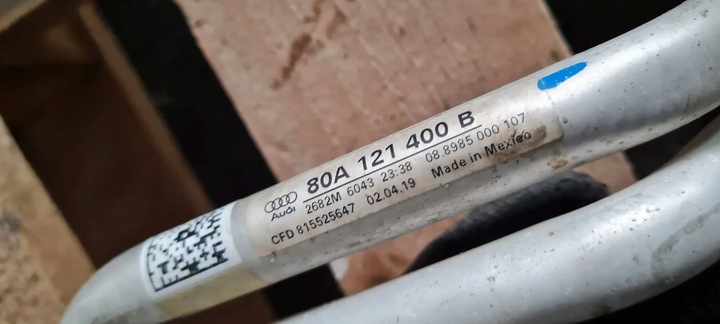 80A 121 400 B
Audi
2682M 6043 23:38 08.8985 000 107
CFD 815525647 02.04.19 Made in Mexico